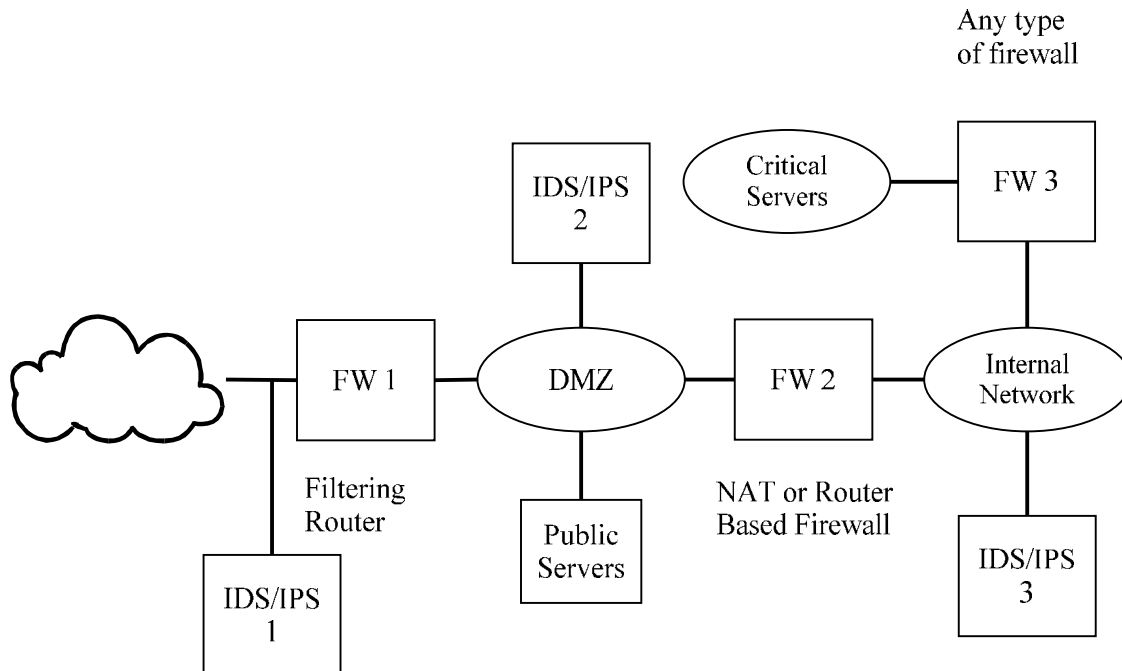 Any type
of firewall
IDS/IPS
2
Critical
Servers
FW 3
FW 1
DMZ
FW 2
Internal
Network
Filtering
Router
NAT or Router
Based Firewall
Public
Servers
IDS/IPS
1
IDS/IPS
3